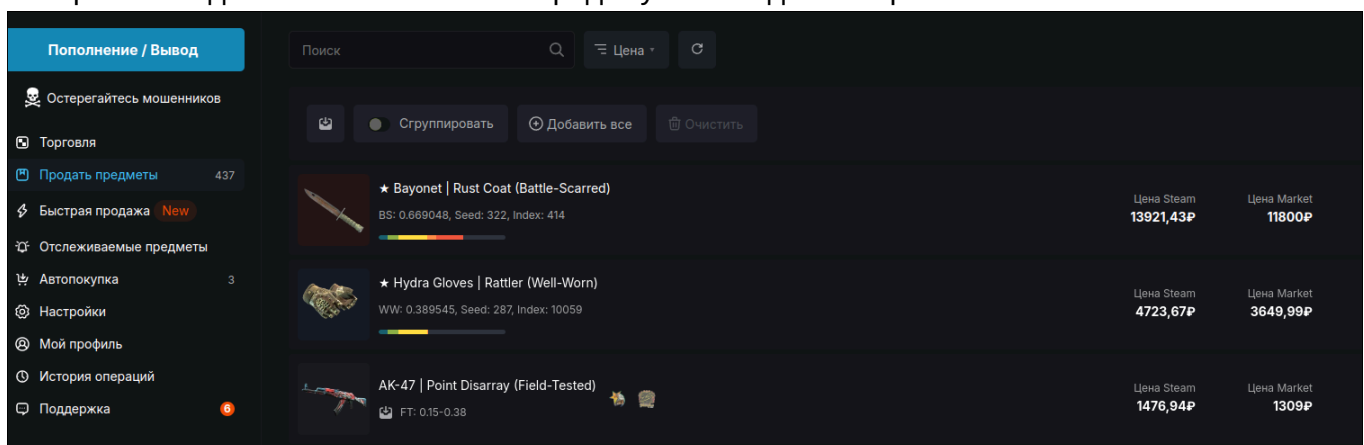 Пополнение / Вывод
Остерегайтесь мошенников
Торговля
Продать предметы 437
Быстрая продажа New
Отслеживаемые предметы
Автопокупка 3
Настройки
Мой профиль
История операций
Поддержка 6
Поиск
Цена
Сгруппировать
Добавить все
Очистить
★ Bayonet | Rust Coat (Battle-Scarred)
BS: 0.669048, Seed: 322, Index: 414
Цена Steam Цена Market
13921,43₽ 11800₽
★ Hydra Gloves | Rattler (Well-Worn)
WW: 0.389545, Seed: 287, Index: 10059
Цена Steam Цена Market
4723,67₽ 3649,99₽
AK-47 | Point Disarray (Field-Tested)
FT: 0.15-0.38
Цена Steam Цена Market
1476,94₽ 1309₽